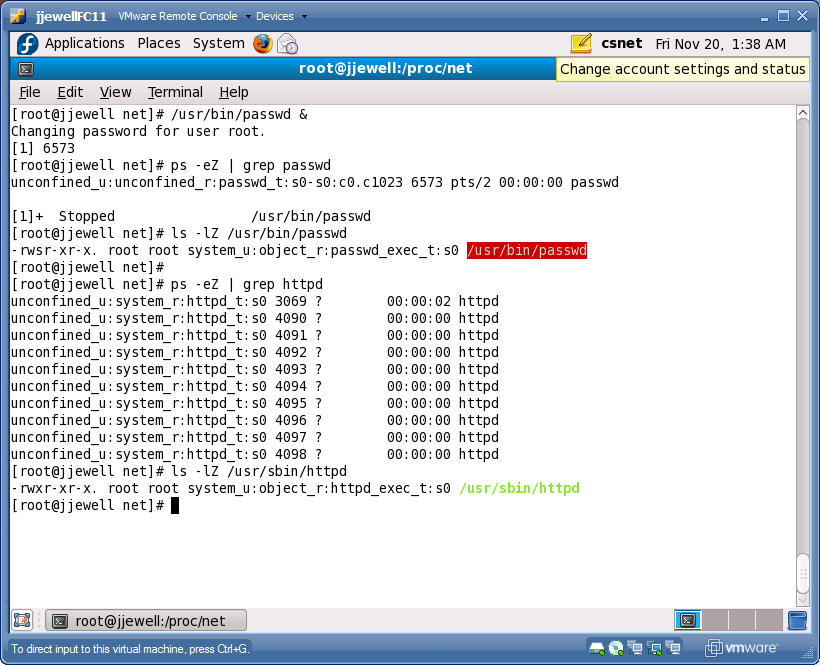 jjewellFC11 VMware Remote Console Devices
Applications Places System csnet Fri Nov 20, 1:38 AM
root@jjewell:/proc/net
Change account settings and status
File Edit View Terminal Help
[root@jjewell net]# /usr/bin/passwd &
Changing password for user root.
[1] 6573
[root@jjewell net]# ps -eZ | grep passwd
unconfined_u:unconfined_r:passwd_t:s0-s0:c0.c1023 6573 pts/2 00:00:00 passwd
[1]+  Stopped                 /usr/bin/passwd
[root@jjewell net]# ls -lZ /usr/bin/passwd
-rwsr-xr-x. root root system_u:object_r:passwd_exec_t:s0 /usr/bin/passwd
[root@jjewell net]#
[root@jjewell net]# ps -eZ | grep httpd
unconfined_u:system_r:httpd_t:s0 3069 ?        00:00:02 httpd
unconfined_u:system_r:httpd_t:s0 4090 ?        00:00:00 httpd
unconfined_u:system_r:httpd_t:s0 4091 ?        00:00:00 httpd
unconfined_u:system_r:httpd_t:s0 4092 ?        00:00:00 httpd
unconfined_u:system_r:httpd_t:s0 4093 ?        00:00:00 httpd
unconfined_u:system_r:httpd_t:s0 4094 ?        00:00:00 httpd
unconfined_u:system_r:httpd_t:s0 4095 ?        00:00:00 httpd
unconfined_u:system_r:httpd_t:s0 4096 ?        00:00:00 httpd
unconfined_u:system_r:httpd_t:s0 4097 ?        00:00:00 httpd
unconfined_u:system_r:httpd_t:s0 4098 ?        00:00:00 httpd
[root@jjewell net]# ls -lZ /usr/sbin/httpd
-rwxr-xr-x. root root system_u:object_r:httpd_exec_t:s0 /usr/sbin/httpd
[root@jjewell net]#
root@jjewell:/proc/net
To direct input to this virtual machine, press Ctrl+G.
vmware